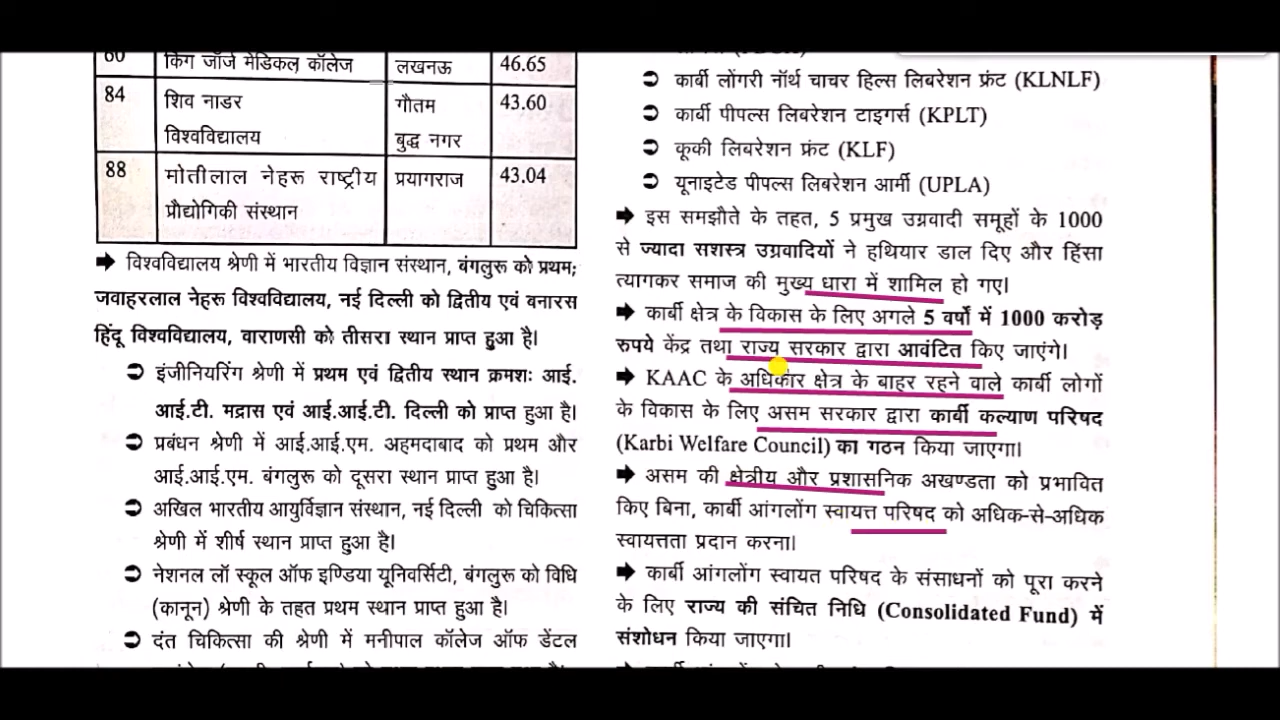 60 किंग जॉर्ज मेडिकल कॉलेज लखनऊ 46.65
84 शिव नाडर गौतम 43.60
विश्वविद्यालय बुद्ध नगर
88 मोतीलाल नेहरू राष्ट्रीय प्रयागराज 43.04
प्रौद्योगिकी संस्थान
➡ विश्वविद्यालय श्रेणी में भारतीय विज्ञान संस्थान, बंगलुरू को प्रथम;
जवाहरलाल नेहरू विश्वविद्यालय, नई दिल्ली को द्वितीय एवं बनारस
हिंदू विश्वविद्यालय, वाराणसी को तीसरा स्थान प्राप्त हुआ है।
➲ इंजीनियरिंग श्रेणी में प्रथम एवं द्वितीय स्थान क्रमशः आई.
आई.टी. मद्रास एवं आई.आई.टी. दिल्ली को प्राप्त हुआ है।
➲ प्रबंधन श्रेणी में आई.आई.एम. अहमदाबाद को प्रथम और
आई.आई.एम. बंगलुरू को दूसरा स्थान प्राप्त हुआ है।
➲ अखिल भारतीय आयुर्विज्ञान संस्थान, नई दिल्ली को चिकित्सा
श्रेणी में शीर्ष स्थान प्राप्त हुआ है।
➲ नेशनल लॉ स्कूल ऑफ इण्डिया यूनिवर्सिटी, बंगलुरू को विधि
(कानून) श्रेणी के तहत प्रथम स्थान प्राप्त हुआ है।
➲ दंत चिकित्सा की श्रेणी में मनीपाल कॉलेज ऑफ डेंटल
➲ कार्बी लोंगरी नॉर्थ चाचर हिल्स लिबरेशन फ्रंट (KLNLF)
➲ कार्बी पीपल्स लिबरेशन टाइगर्स (KPLT)
➲ कूकी लिबरेशन फ्रंट (KLF)
➲ यूनाइटेड पीपल्स लिबरेशन आर्मी (UPLA)
➡ इस समझौते के तहत, 5 प्रमुख उग्रवादी समूहों के 1000
से ज्यादा सशस्त्र उग्रवादियों ने हथियार डाल दिए और हिंसा
त्यागकर समाज की मुख्य धारा में शामिल हो गए।
➡ कार्बी क्षेत्र के विकास के लिए अगले 5 वर्षों में 1000 करोड़
रुपये केंद्र तथा राज्य सरकार द्वारा आवंटित किए जाएंगे।
➡ KAAC के अधिकार क्षेत्र के बाहर रहने वाले कार्बी लोगों
के विकास के लिए असम सरकार द्वारा कार्बी कल्याण परिषद
(Karbi Welfare Council) का गठन किया जाएगा।
➡ असम की क्षेत्रीय और प्रशासनिक अखण्डता को प्रभावित
किए बिना, कार्बी आंगलोंग स्वायत्त परिषद को अधिक-से-अधिक
स्वायत्तता प्रदान करना।
➡ कार्बी आंगलोंग स्वायत परिषद के संसाधनों को पूरा करने
के लिए राज्य की संचित निधि (Consolidated Fund) में
संशोधन किया जाएगा।